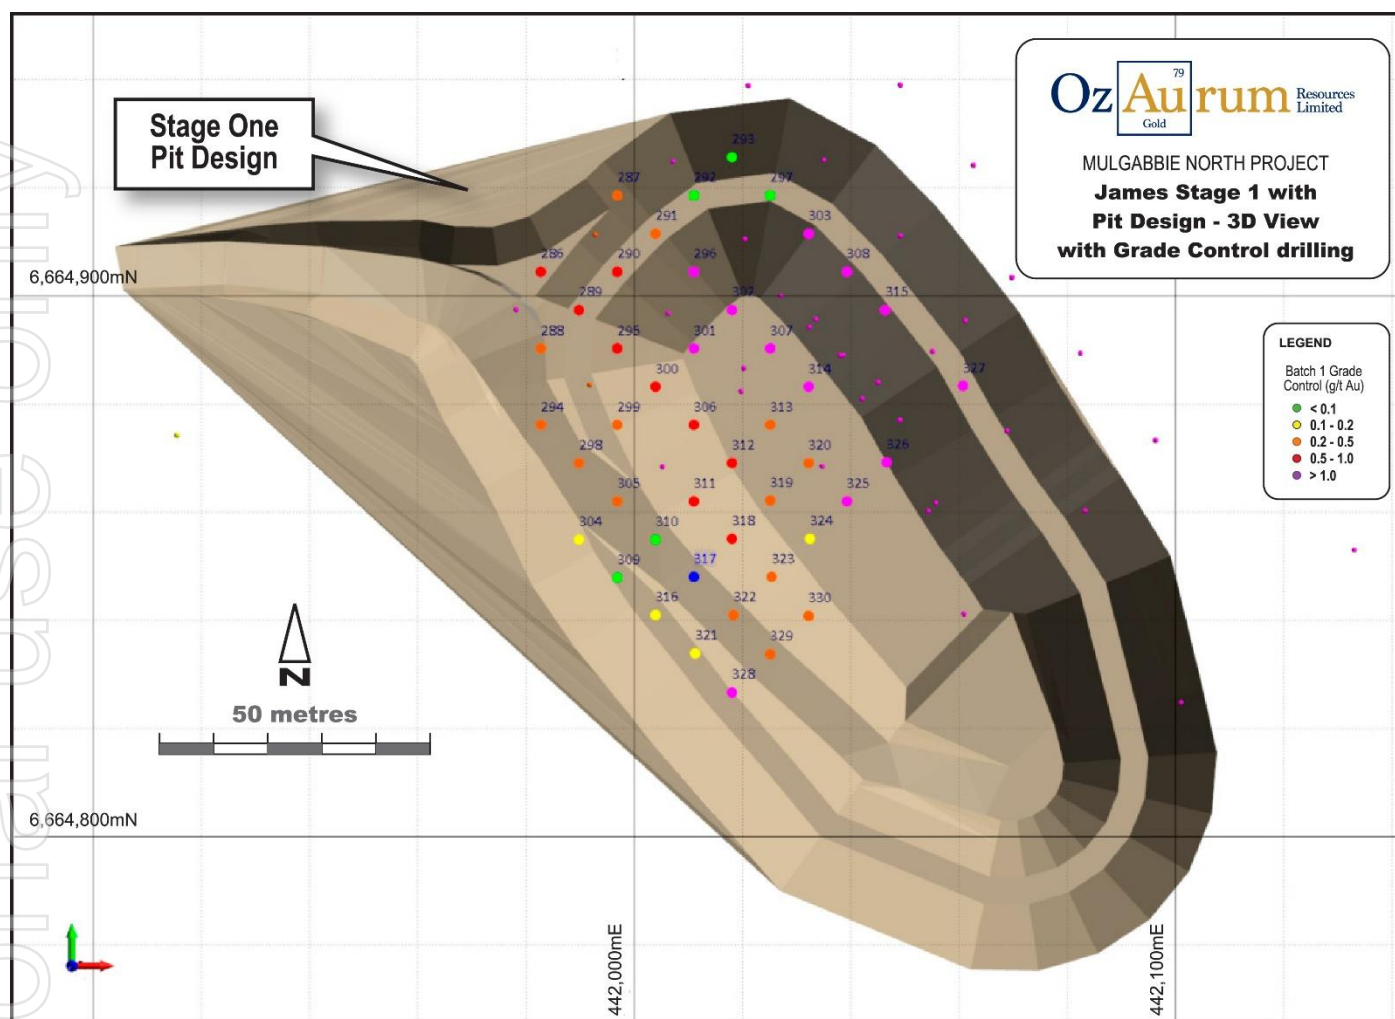 Stage One
Pit Design
79
Oz Aurum Resources
Limited
Gold
MULGABBIE NORTH PROJECT
James Stage 1 with
Pit Design - 3D View
with Grade Control drilling
LEGEND
Batch 1 Grade
Control (g/t Au)
< 0.1
0.1 - 0.2
0.2 - 0.5
0.5 - 1.0
> 1.0
6,664,900mN
6,664,800mN
442,000mE
442,100mE
N
50 metres
293
287
292
297
291
303
286
290
296
308
289
302
315
288
295
301
307
300
314
327
294
299
306
313
298
312
320
326
305
311
319
325
304
310
318
324
309
317
323
316
322
330
321
329
328